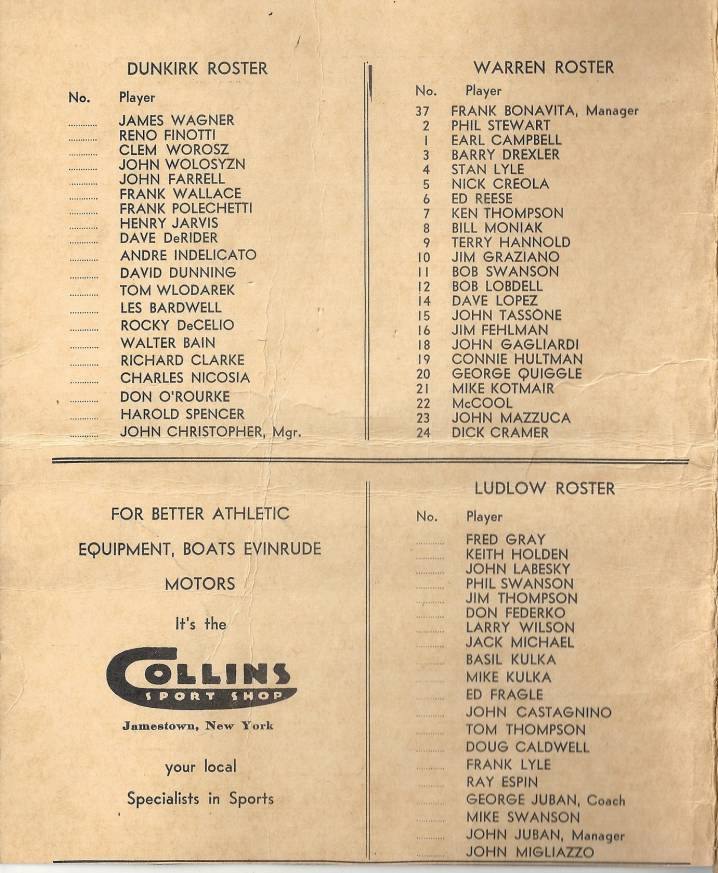 DUNKIRK ROSTER
No. Player
JAMES WAGNER
RENO FINOTTI
CLEM WOROSZ
JOHN WOLOSYZN
JOHN FARRELL
FRANK WALLACE
FRANK POLECHETTI
HENRY JARVIS
DAVE DeRIDER
ANDRE INDELICATO
DAVID DUNNING
TOM WLODAREK
LES BARDWELL
ROCKY DeCELIO
WALTER BAIN
RICHARD CLARKE
CHARLES NICOSIA
DON O'ROURKE
HAROLD SPENCER
JOHN CHRISTOPHER, Mgr.
WARREN ROSTER
No. Player
37 FRANK BONAVITA, Manager
2 PHIL STEWART
1 EARL CAMPBELL
3 BARRY DREXLER
4 STAN LYLE
5 NICK CREOLA
6 ED REESE
7 KEN THOMPSON
8 BILL MONIAK
9 TERRY HANNOLD
10 JIM GRAZIANO
11 BOB SWANSON
12 BOB LOBDELL
14 DAVE LOPEZ
15 JOHN TASSONE
16 JIM FEHLMAN
18 JOHN GAGLIARDI
19 CONNIE HULTMAN
20 GEORGE QUIGGLE
21 MIKE KOTMAIR
22 McCOOL
23 JOHN MAZZUCA
24 DICK CRAMER
FOR BETTER ATHLETIC
EQUIPMENT, BOATS EVINRUDE
MOTORS
It's the
COLLINS
SPORT SHOP
Jamestown, New York
your local
Specialists in Sports
LUDLOW ROSTER
No. Player
FRED GRAY
KEITH HOLDEN
JOHN LABESKY
PHIL SWANSON
JIM THOMPSON
DON FEDERKO
LARRY WILSON
JACK MICHAEL
BASIL KULKA
MIKE KULKA
ED FRAGLE
JOHN CASTAGNINO
TOM THOMPSON
DOUG CALDWELL
FRANK LYLE
RAY ESPIN
GEORGE JUBAN, Coach
MIKE SWANSON
JOHN JUBAN, Manager
JOHN MIGLIAZZO